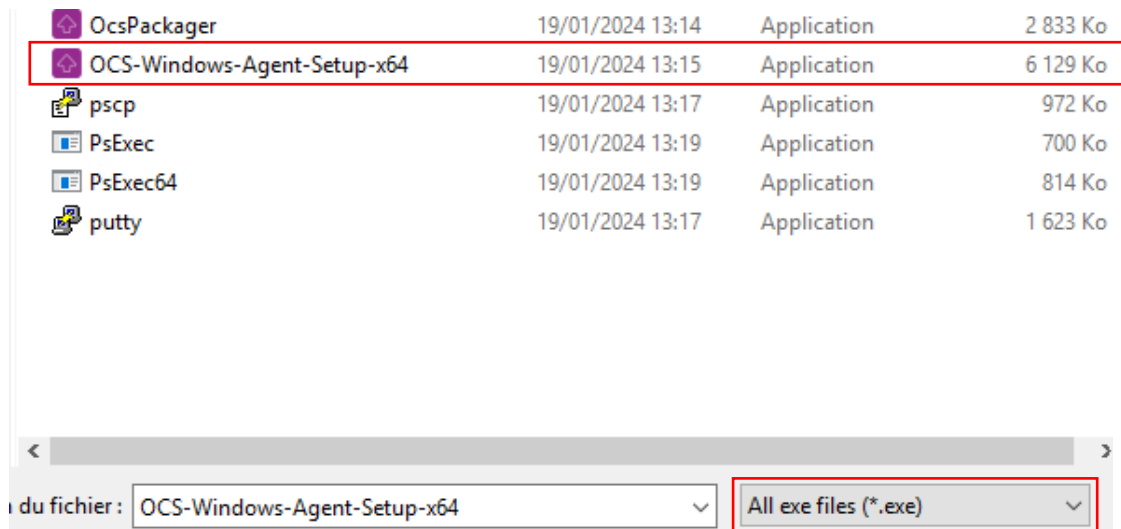 OcsPackager 19/01/2024 13:14 Application 2 833 Ko
OCS-Windows-Agent-Setup-x64 19/01/2024 13:15 Application 6 129 Ko
pscp 19/01/2024 13:17 Application 972 Ko
PsExec 19/01/2024 13:19 Application 700 Ko
PsExec64 19/01/2024 13:19 Application 814 Ko
putty 19/01/2024 13:17 Application 1 623 Ko
du fichier : OCS-Windows-Agent-Setup-x64 All exe files (*.exe)